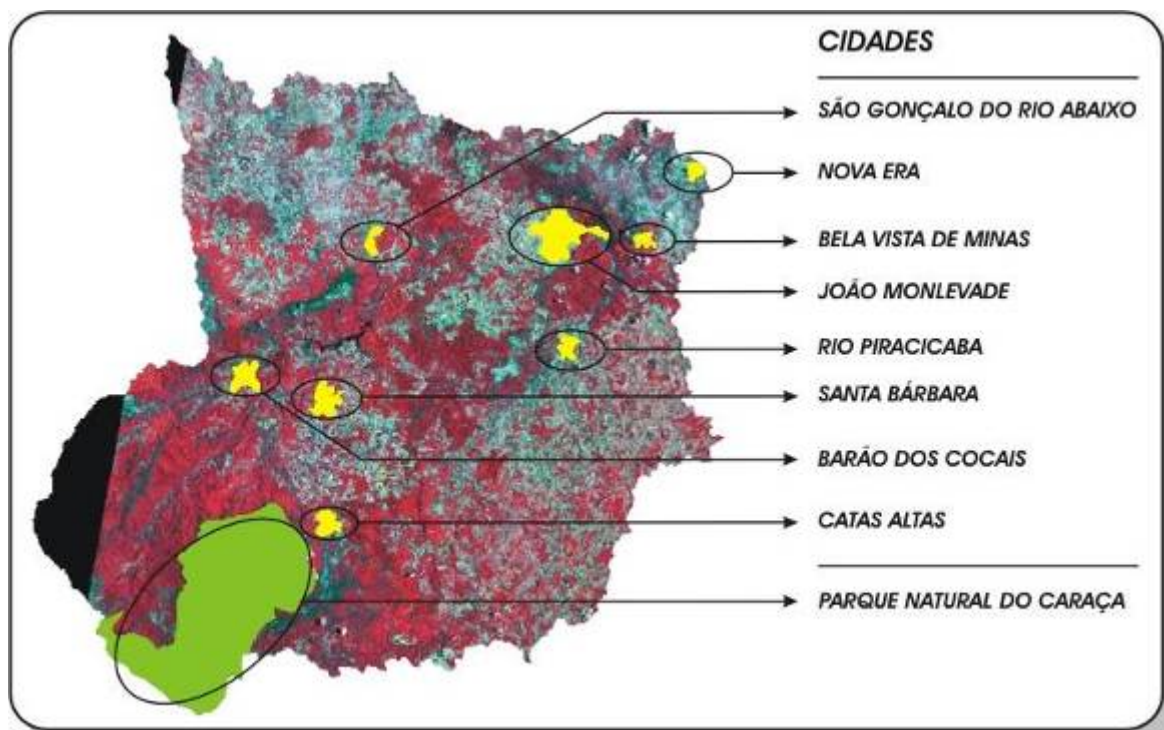 CIDADES
SÃO GONÇALO DO RIO ABAIXO
NOVA ERA
BELA VISTA DE MINAS
JOÃO MONLEVADE
RIO PIRACICABA
SANTA BÁRBARA
BARÃO DOS COCAIS
CATAS ALTAS
PARQUE NATURAL DO CARAÇA